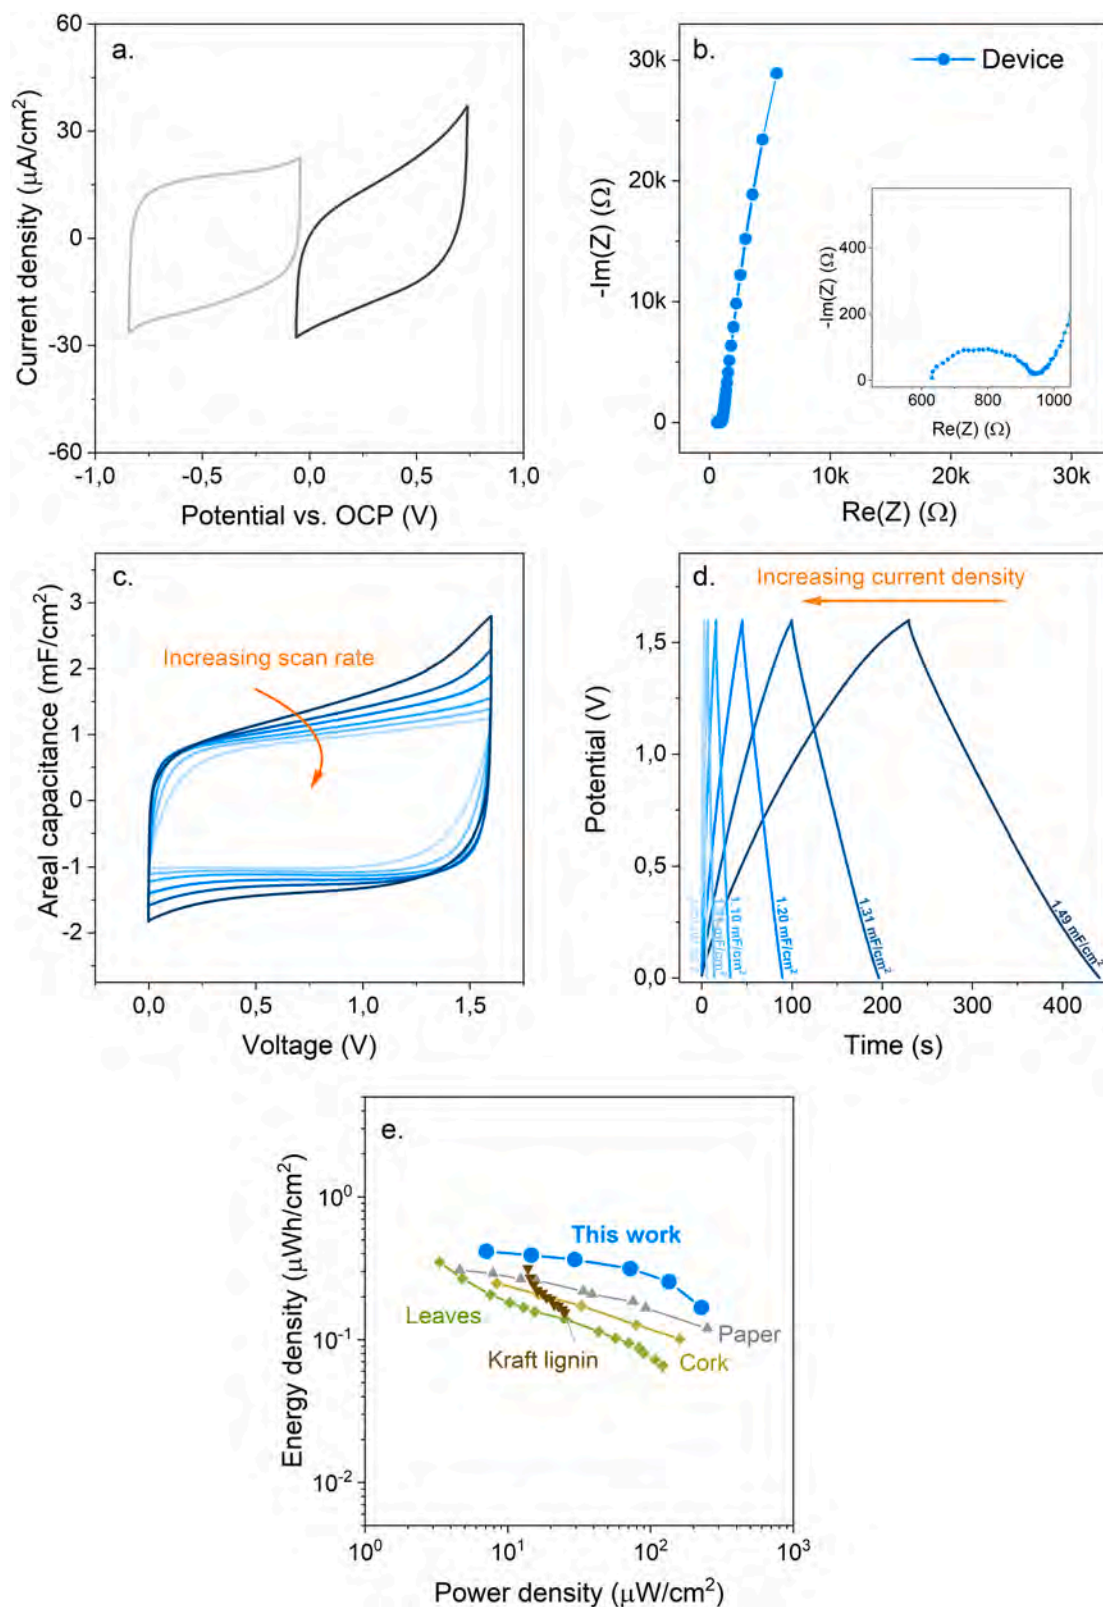 a.
60
30
0
-30
-60
Current density (μA/cm²)
-1,0
-0,5
0,0
0,5
1,0
Potential vs. OCP (V)
b.
Device
30k
20k
10k
0
-Im(Z) (Ω)
0
10k
20k
30k
Re(Z) (Ω)
400
200
0
-Im(Z) (Ω)
600
800
1000
Re(Z) (Ω)
c.
Increasing scan rate
3
2
1
0
-1
-2
Areal capacitance (mF/cm²)
0,0
0,5
1,0
1,5
Voltage (V)
d.
Increasing current density
1,5
1,0
0,5
0,0
Potential (V)
1.10 mF/cm²
1.20 mF/cm²
1.31 mF/cm²
1.49 mF/cm²
0
100
200
300
400
Time (s)
e.
10⁰
10⁻¹
10⁻²
Energy density (μWh/cm²)
This work
Leaves
Paper
Kraft lignin
Cork
10⁰
10¹
10²
10³
Power density (μW/cm²)